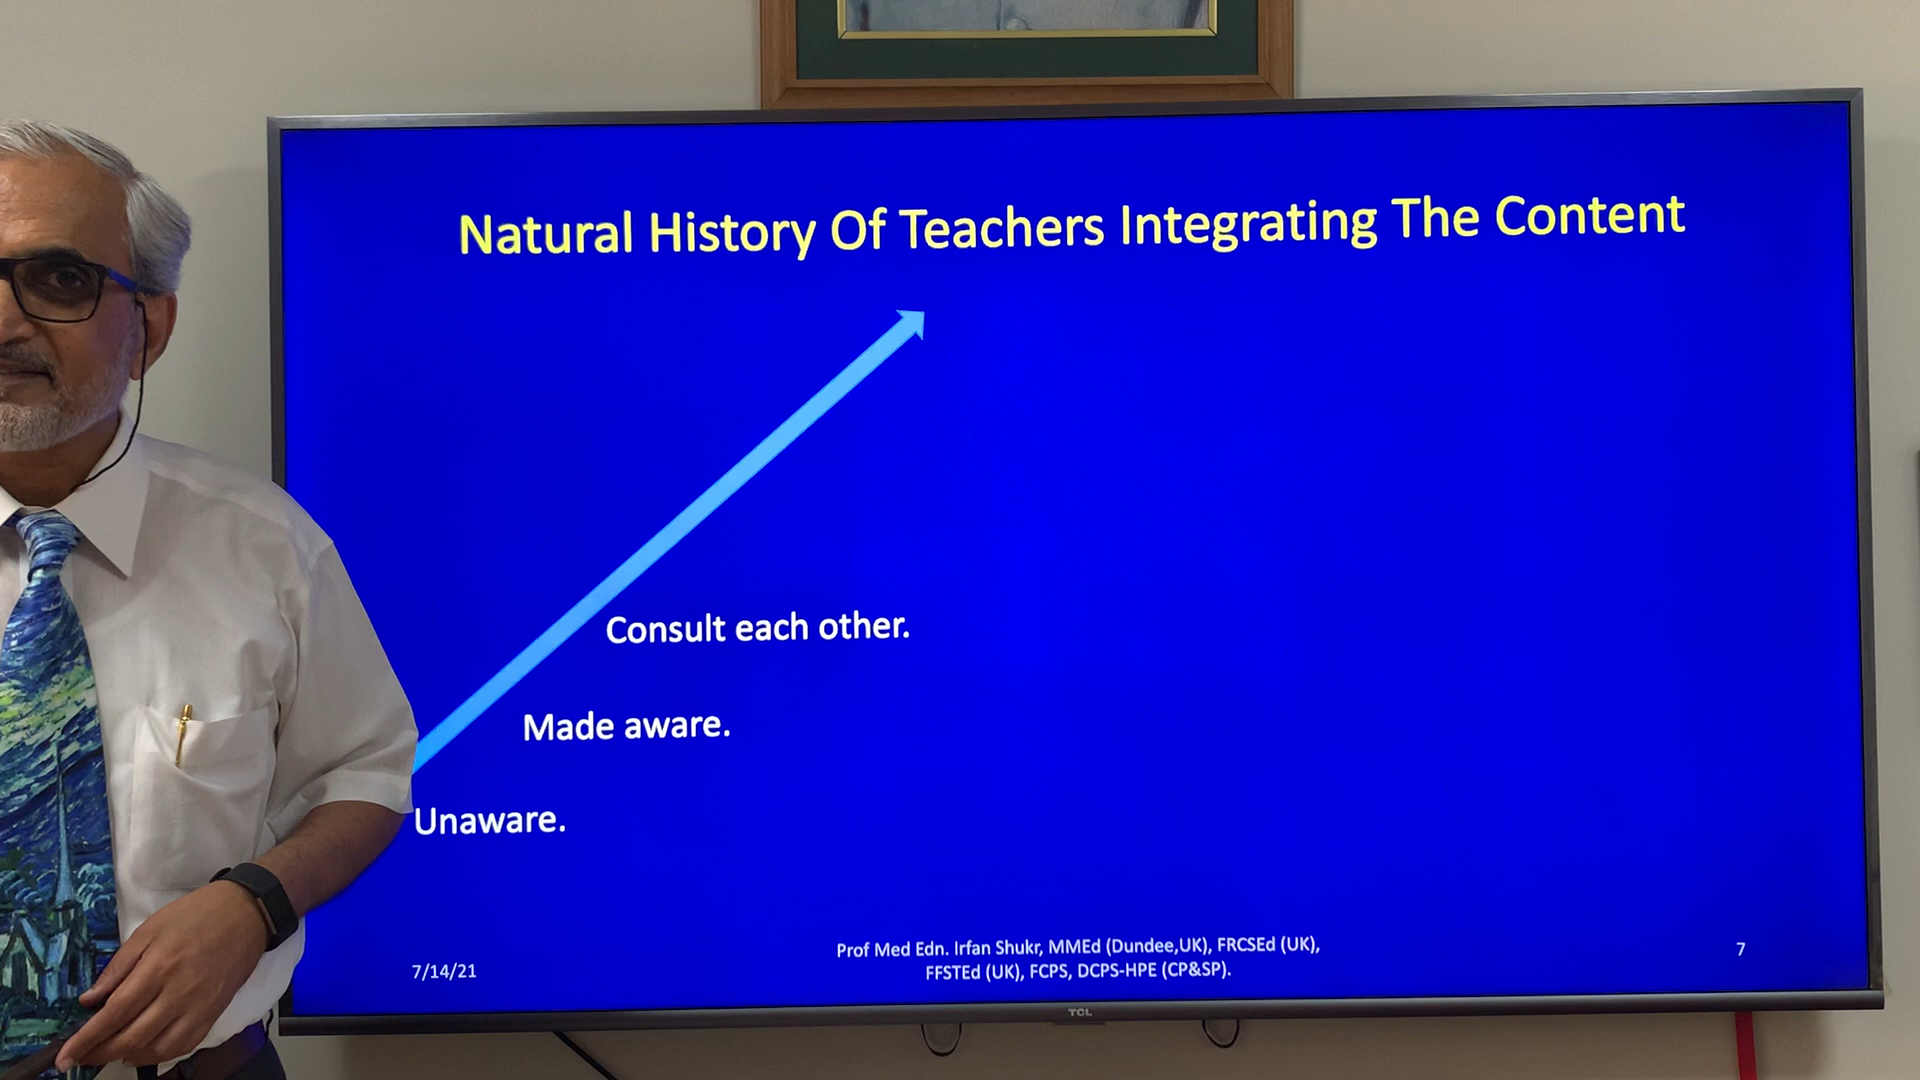 Natural History Of Teachers Integrating The Content
Consult each other.
Made aware.
Unaware.
7/14/21
Prof Med Edn. Irfan Shukr, MMEd (Dundee,UK), FRCSEd (UK),
FFSTEd (UK), FCPS, DCPS-HPE (CP&SP).
7
TCL